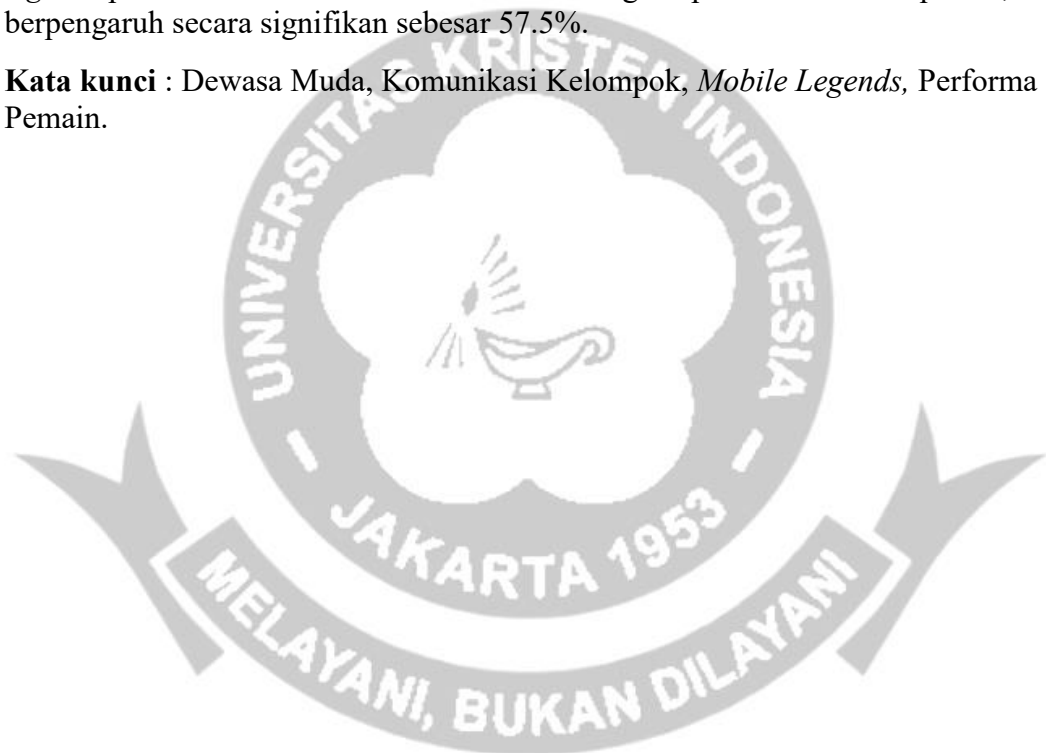 berpengaruh secara signifikan sebesar 57.5%.
Kata kunci : Dewasa Muda, Komunikasi Kelompok, Mobile Legends, Performa
Pemain.
UNIVERSITAS KRISTEN INDONESIA
- JAKARTA 1953 -
MELAYANI, BUKAN DILAYANI